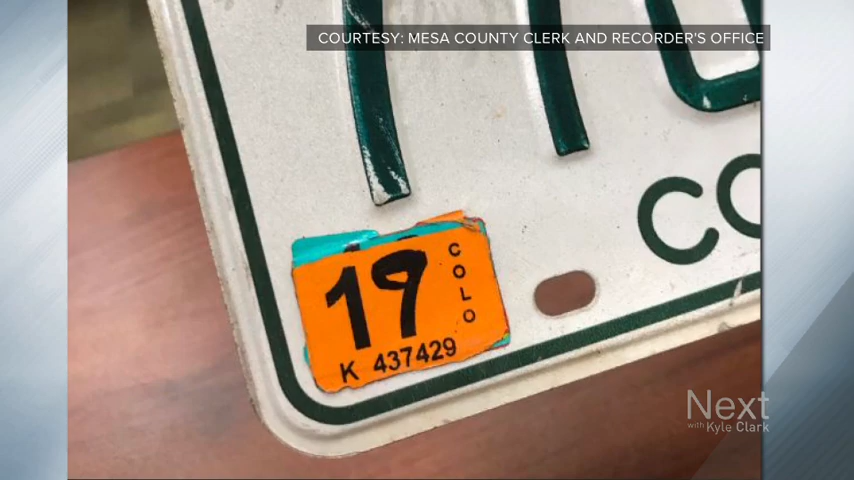 COURTESY: MESA COUNTY CLERK AND RECORDER'S OFFICE
CO
19
COLO
K 437429
Next
with Kyle Clark